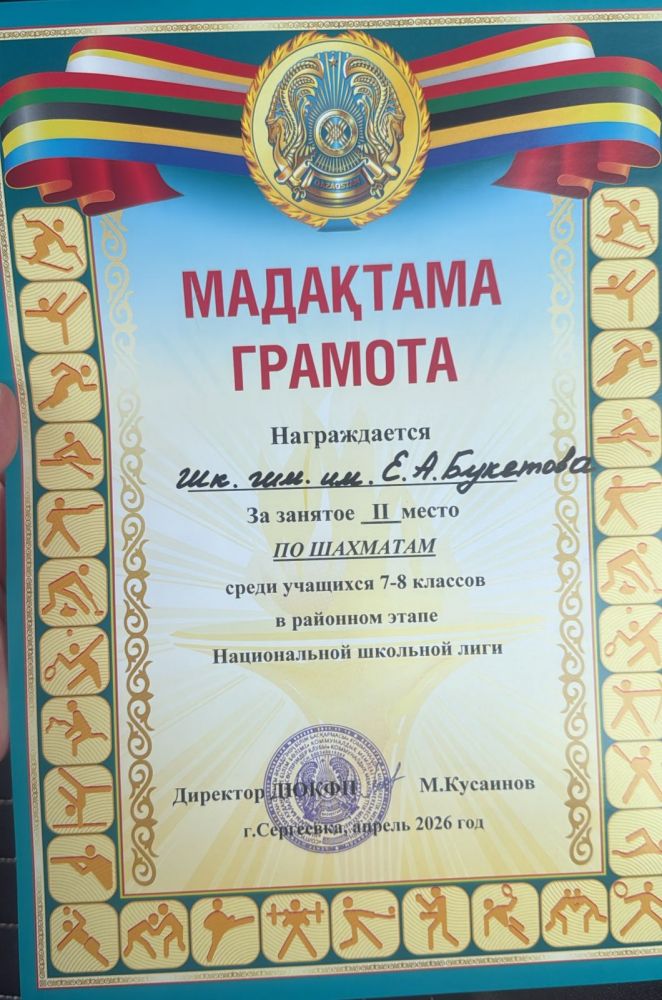 QAZAQSTAN
МАДАҚТАМА
ГРАМОТА
Награждается
шк. гим. им. Е.А.Букетова
За занятое II место
ПО ШАХМАТАМ
среди учащихся 7-8 классов
в районном этапе
Национальной школьной лиги
Директор ДЮКФП М.Кусаинов
г.Сергеевка, апрель 2026 год